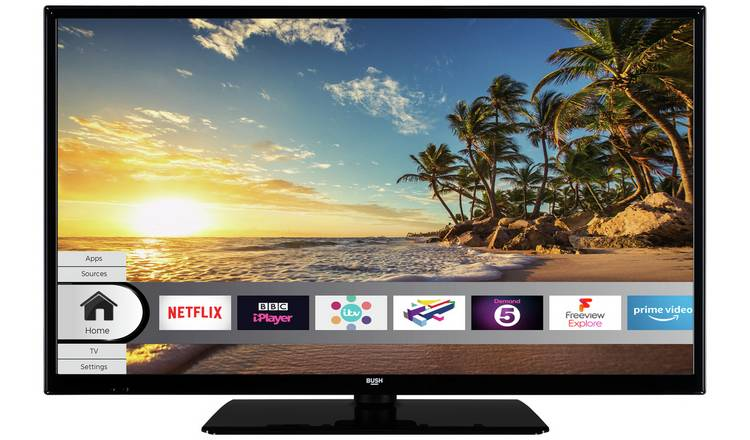 Apps
Sources
Home
TV
Settings
NETFLIX
BBC
iPlayer
itv
Demand
5
Freeview
Explore
prime video
BUSH